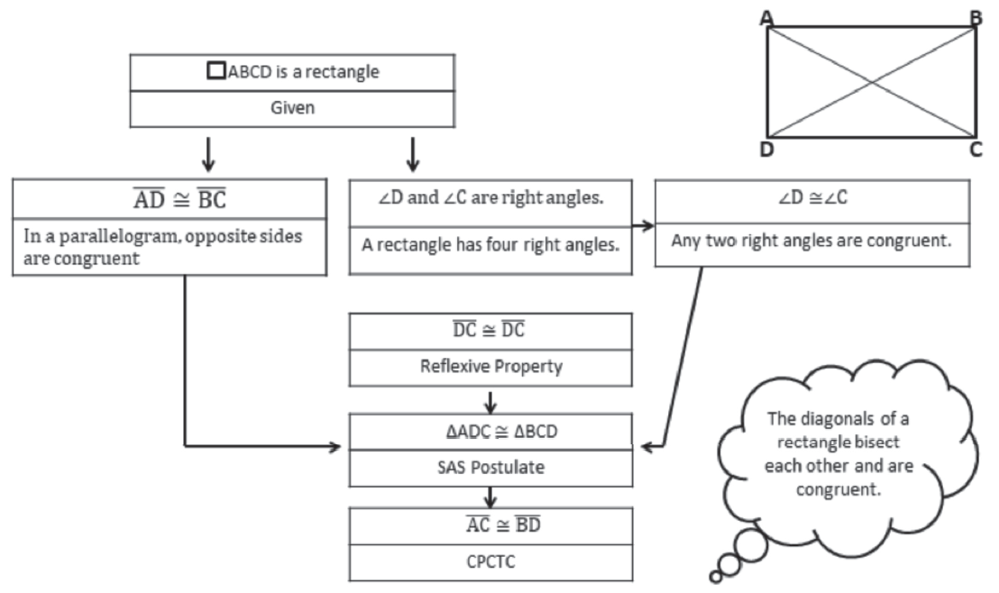 A
B
□ABCD is a rectangle
Given
D
C
AD ≅ BC
In a parallelogram, opposite sides
are congruent
∠D and ∠C are right angles.
A rectangle has four right angles.
∠D ≅∠C
Any two right angles are congruent.
DC ≅ DC
Reflexive Property
ΔADC ≅ ΔBCD
SAS Postulate
AC ≅ BD
CPCTC
The diagonals of a
rectangle bisect
each other and are
congruent.